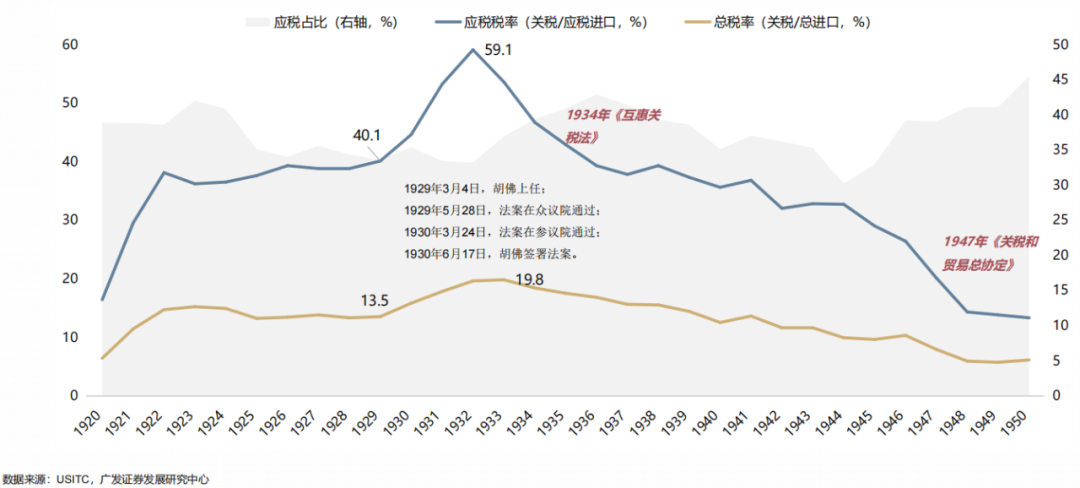 应税占比（右轴，%）  应税税率（关税/应税进口，%）  总税率（关税/总进口，%）
60
50
40
30
20
10
0
50
45
40
35
30
25
20
15
10
5
0
59.1
40.1
1934年《互惠关
税法》
1929年3月4日，胡佛上任；
1929年5月28日，法案在众议院通过；
1930年3月24日，法案在参议院通过；
1930年6月17日，胡佛签署法案。
1947年《关税和
贸易总协定》
13.5
19.8
1920 1921 1922 1923 1924 1925 1926 1927 1928 1929 1930 1931 1932 1933 1934 1935 1936 1937 1938 1939 1940 1941 1942 1943 1944 1945 1946 1947 1948 1949 1950
数据来源：USITC，广发证券发展研究中心